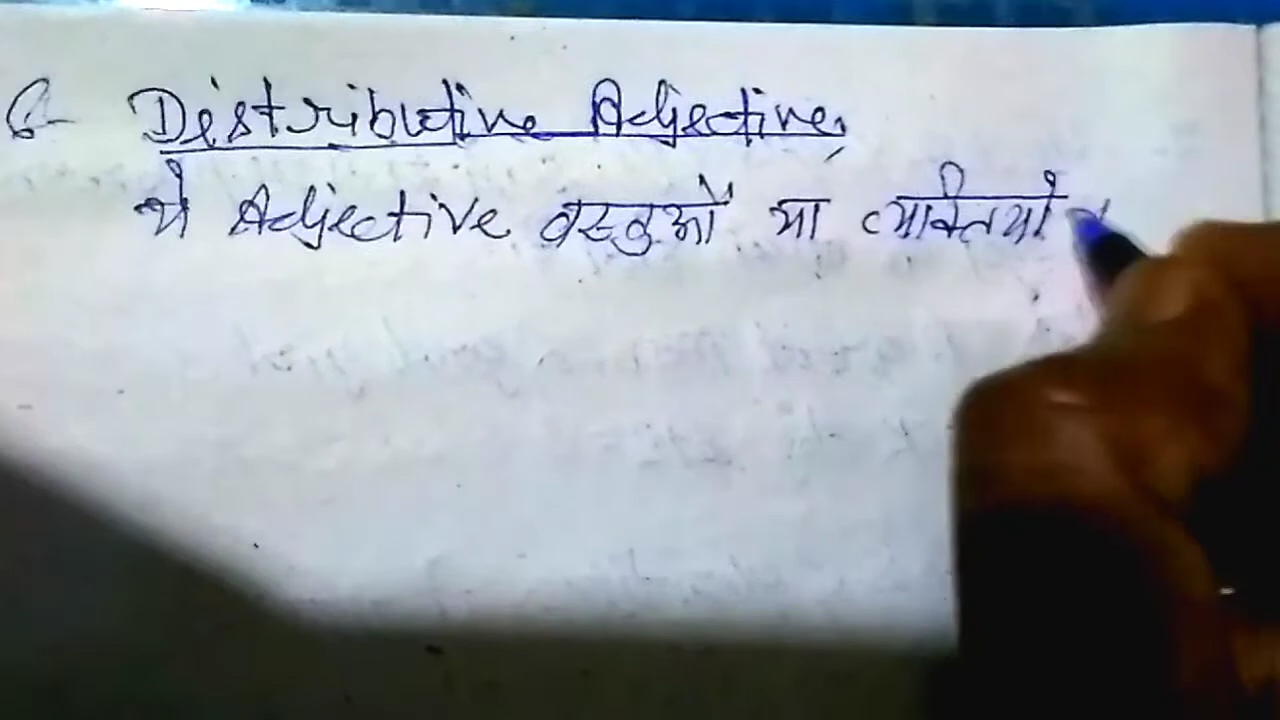 6- Distributive Adjective,
ये Adjective वस्तुओं या व्यक्तियों